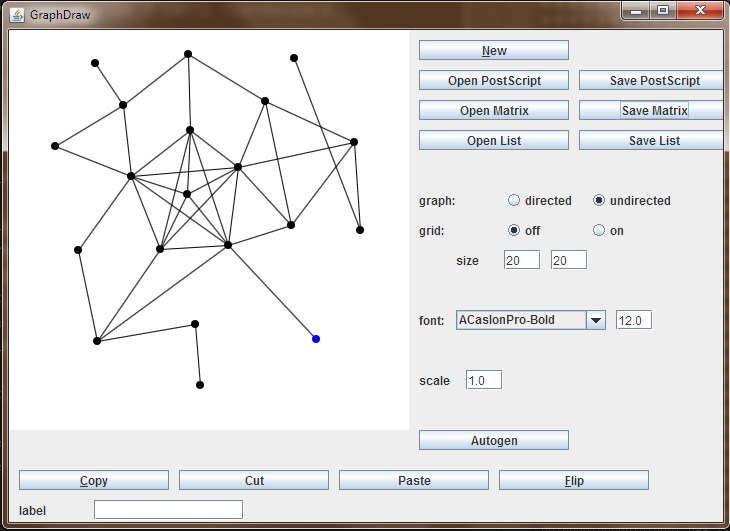 GraphDraw
New
Open PostScript Save PostScript
Open Matrix Save Matrix
Open List Save List
graph: directed undirected
grid: off on
size 20 20
font: ACaslonPro-Bold 12.0
scale 1.0
Autogen
Copy Cut Paste Flip
label